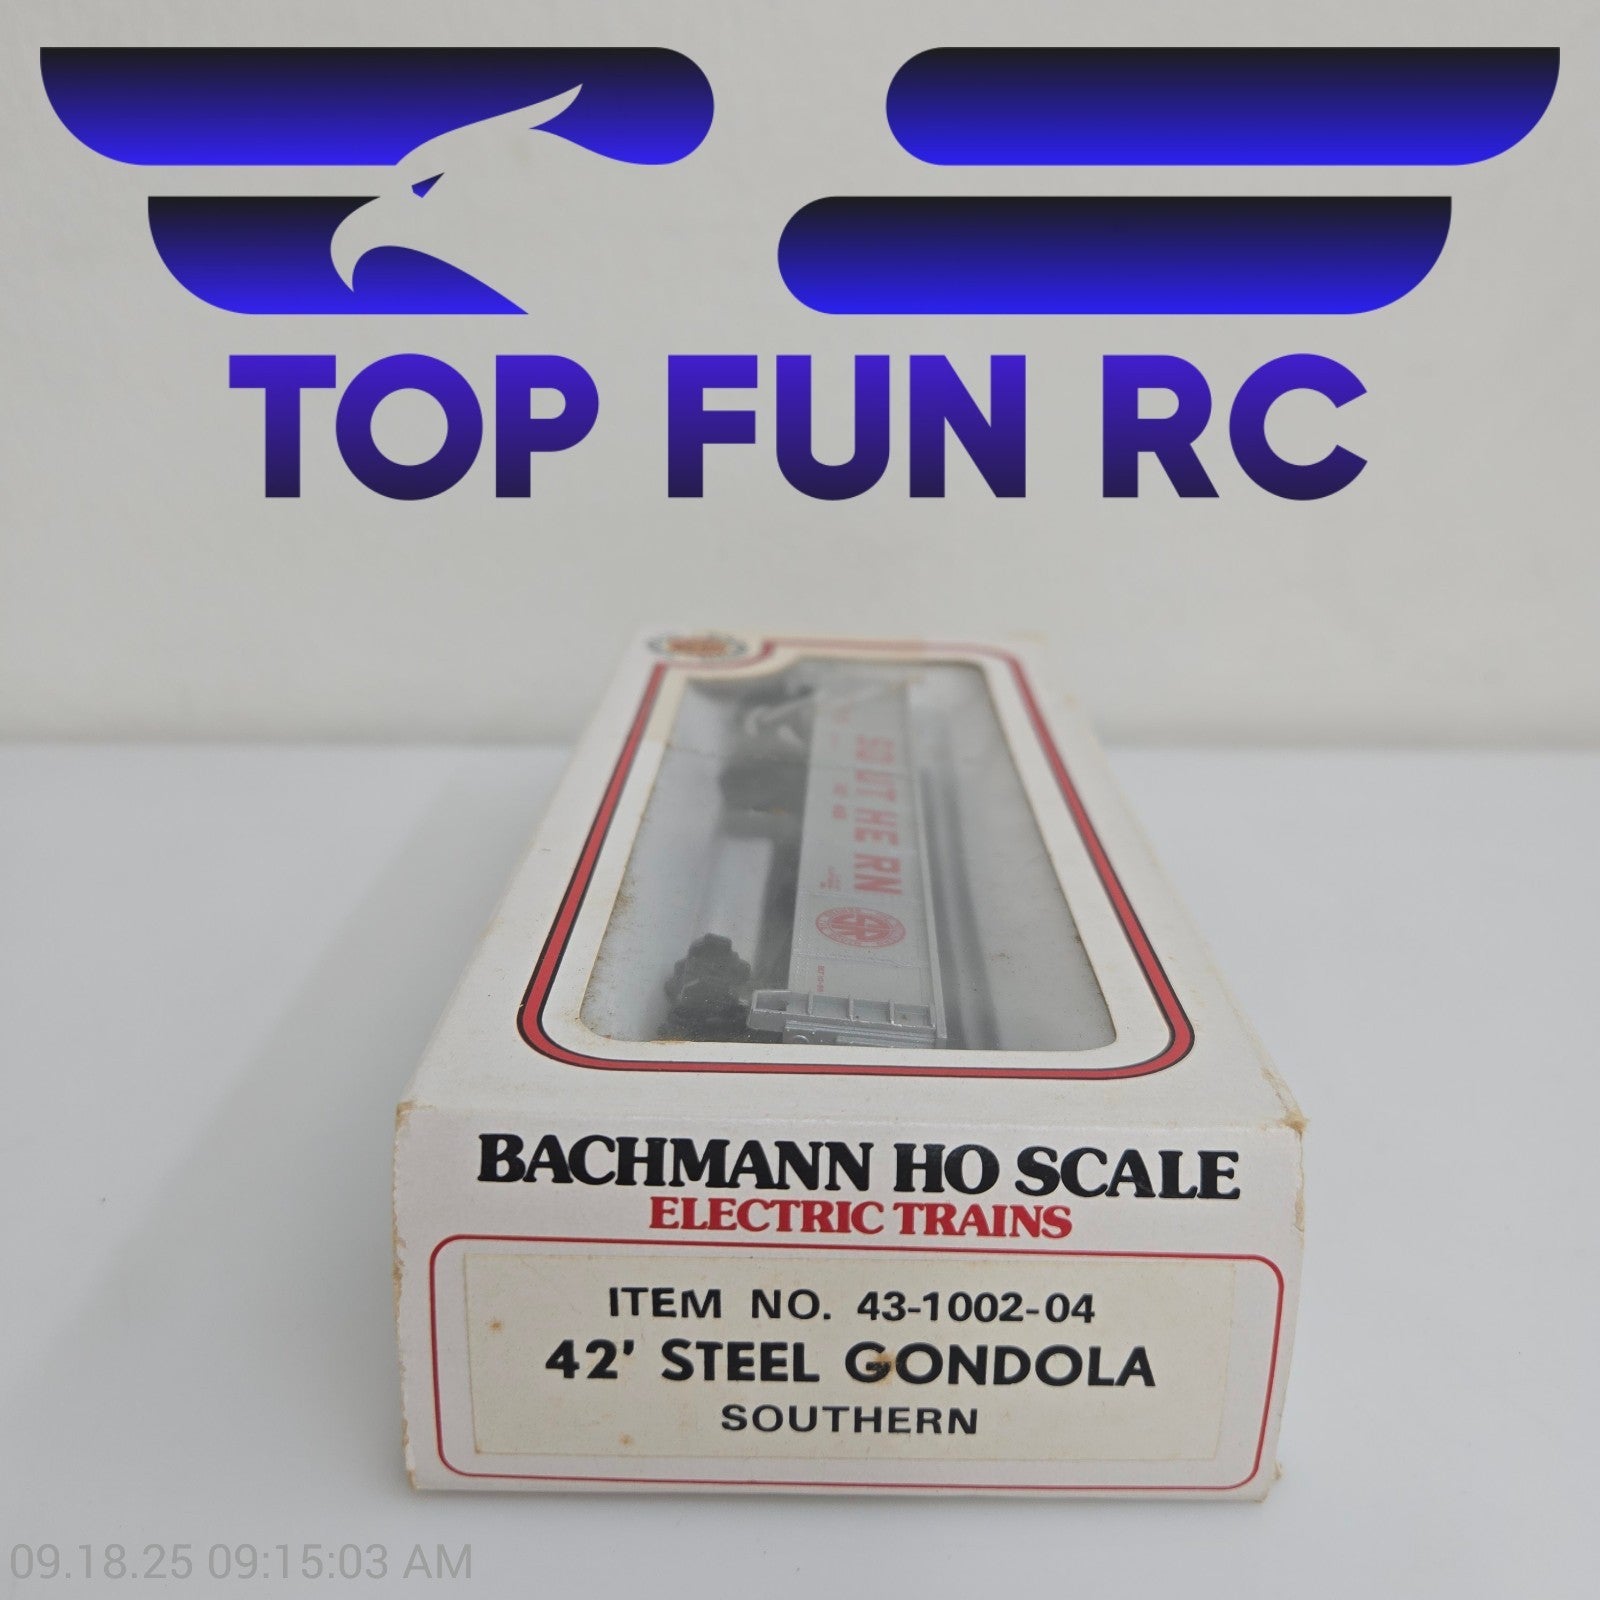 TOP FUN RC
SOUTHERN
BACHMANN HO SCALE
ELECTRIC TRAINS
ITEM NO. 43-1002-04
42' STEEL GONDOLA
SOUTHERN
09.18.25 09:15:03 AM